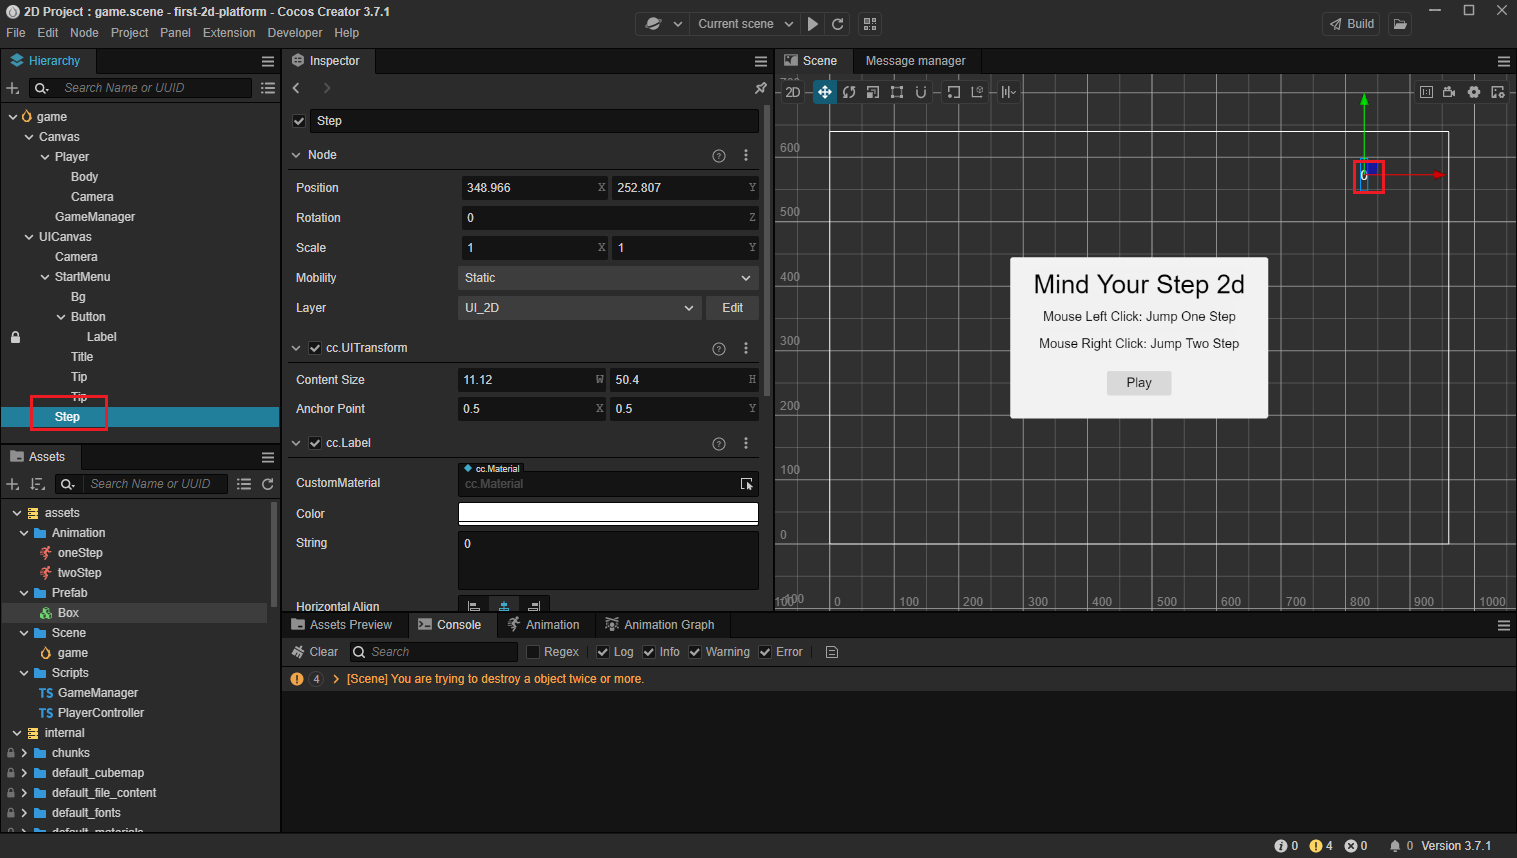 2D Project : game.scene - first-2d-platform - Cocos Creator 3.7.1
File Edit Node Project Panel Extension Developer Help
Current scene
Build
Hierarchy
Search Name or UUID
game
Canvas
Player
Body
Camera
GameManager
UICanvas
Camera
StartMenu
Bg
Button
Label
Title
Tip
Tip
Step
Assets
Search Name or UUID
assets
Animation
oneStep
twoStep
Prefab
Box
Scene
game
Scripts
TS GameManager
TS PlayerController
internal
chunks
default_cubemap
default_file_content
default_fonts
default_materials
Inspector
Step
Node
Position 348.966 X 252.807 Y
Rotation 0 Z
Scale 1 X 1 Y
Mobility Static
Layer UI_2D Edit
cc.UITransform
Content Size 11.12 W 50.4 H
Anchor Point 0.5 X 0.5 Y
cc.Label
cc.Material
CustomMaterial cc.Material
Color
String 0
Horizontal Align
Scene Message manager
2D
1:1
700
600
500
400
300
200
100
0
-100
0
Mind Your Step 2d
Mouse Left Click: Jump One Step
Mouse Right Click: Jump Two Step
Play
0 100 200 300 400 500 600 700 800 900 1000
Assets Preview Console Animation Animation Graph
Clear Search Regex Log Info Warning Error
4 [Scene] You are trying to destroy a object twice or more.
0 4 0 0 Version 3.7.1